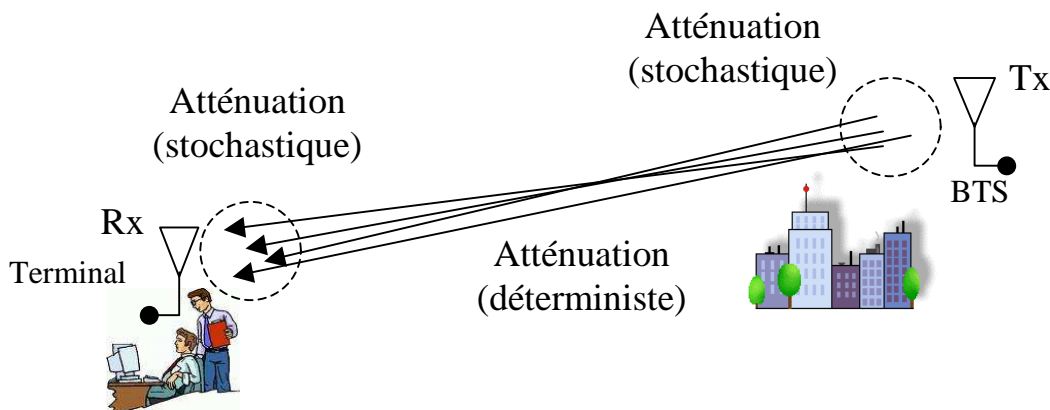 Atténuation
(stochastique)
Tx
Atténuation
(stochastique)
BTS
Rx
Atténuation
(déterministe)
Terminal